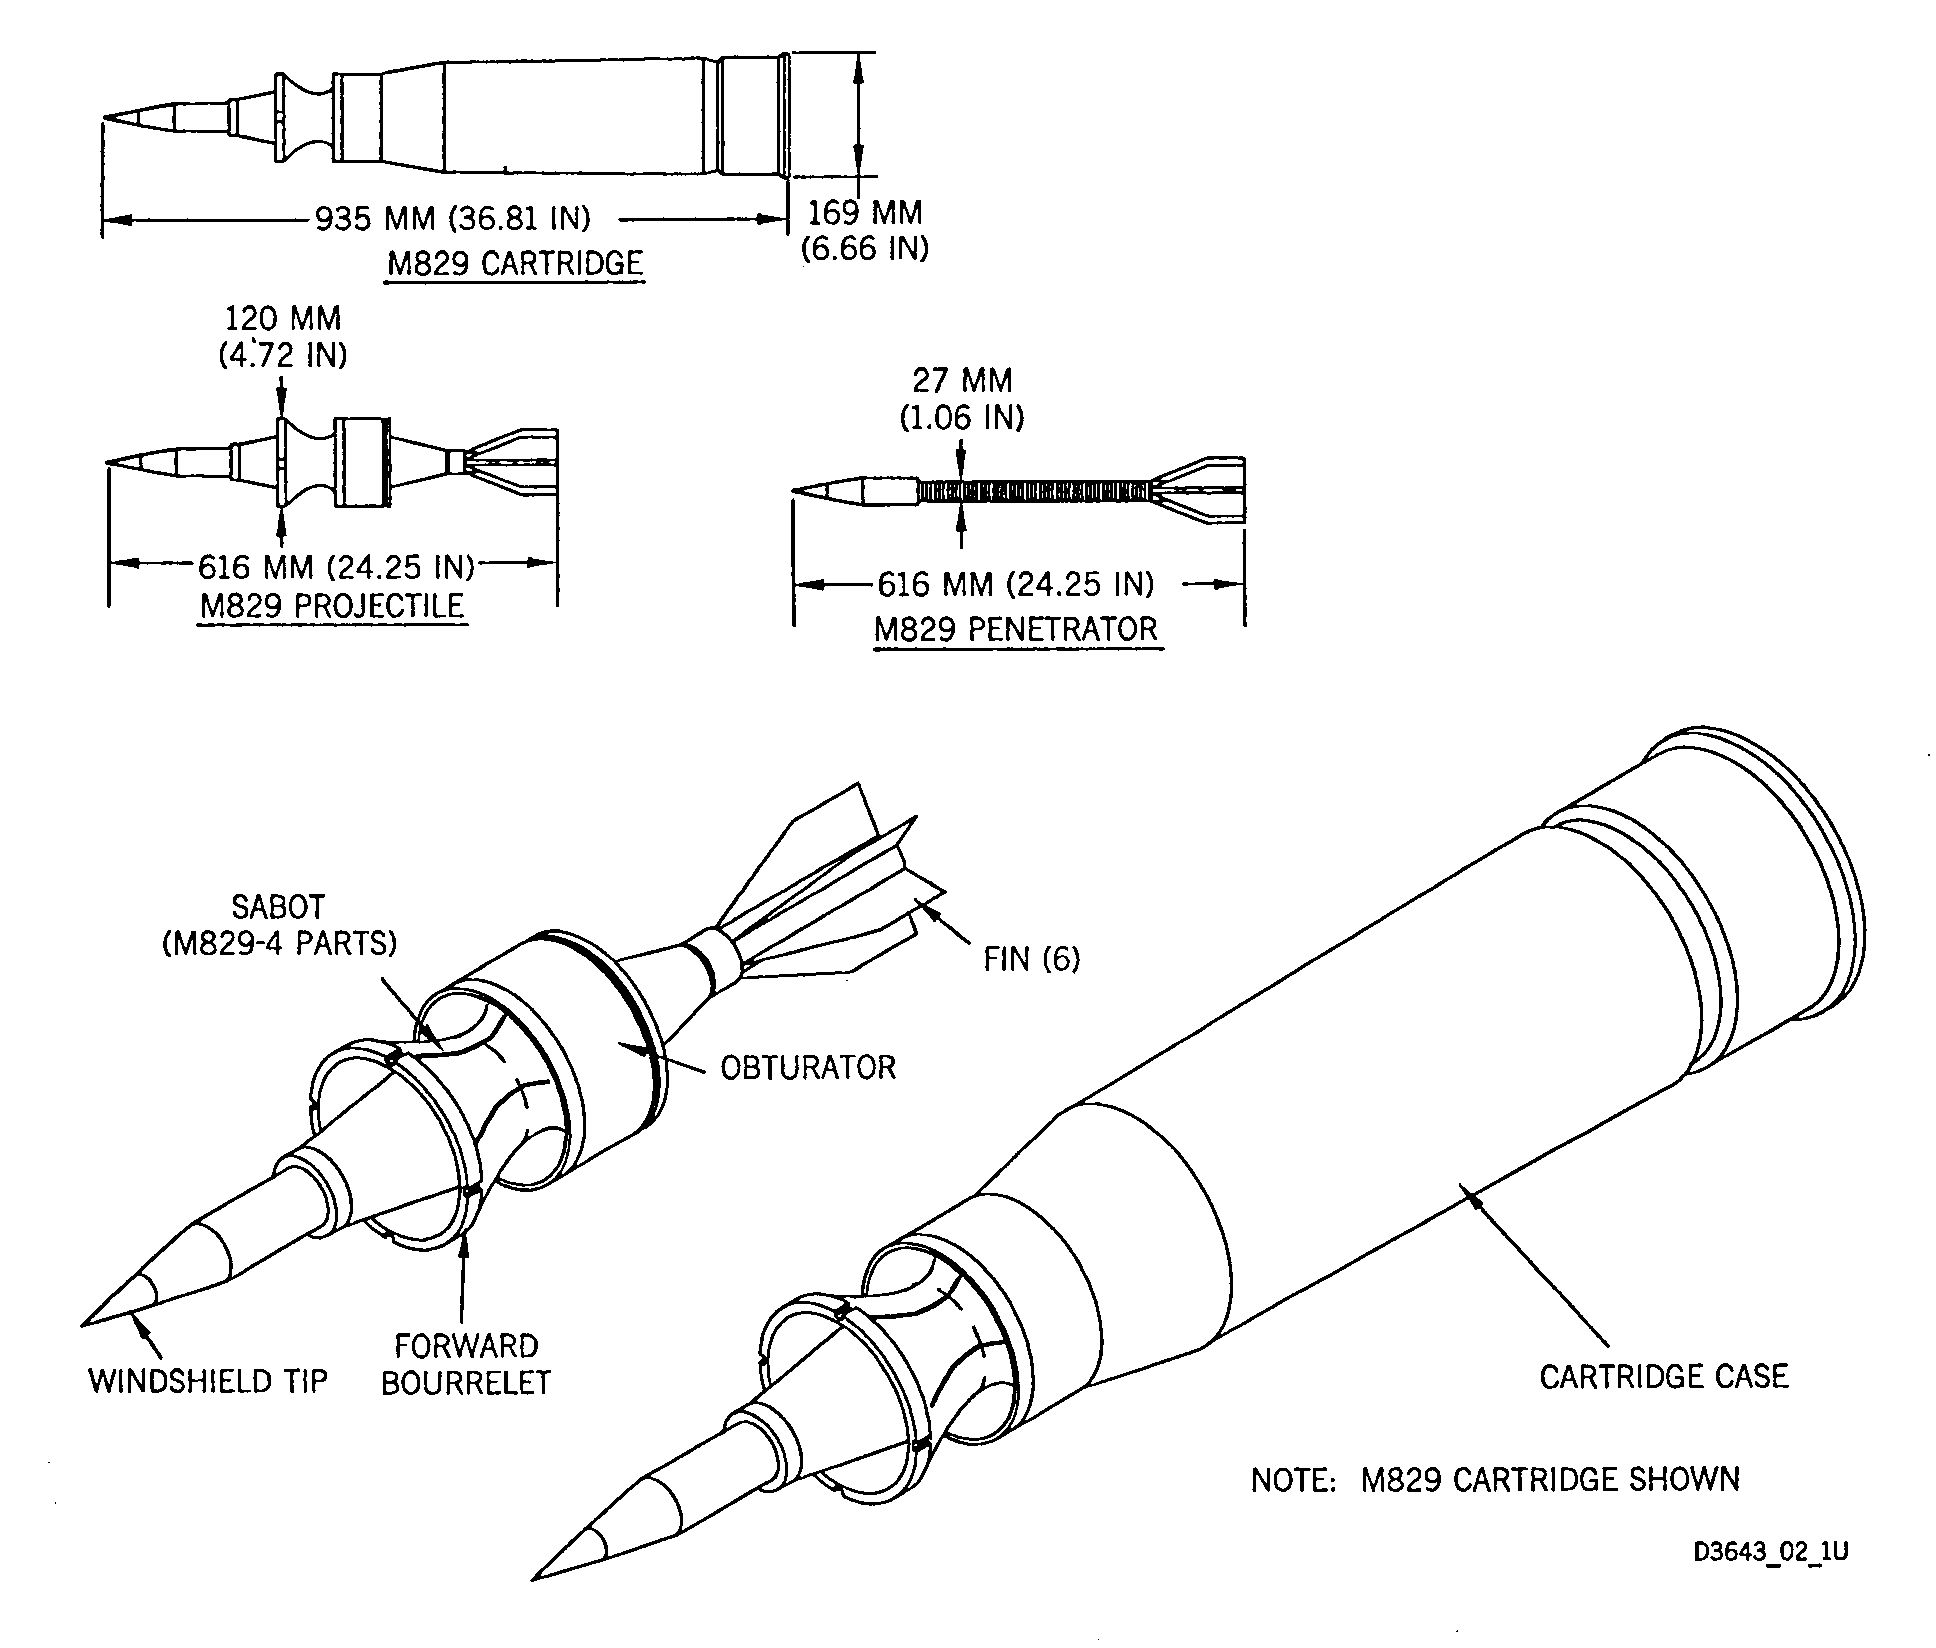 935 MM (36.81 IN)
169 MM
(6.66 IN)
M829 CARTRIDGE
120 MM
(4.72 IN)
616 MM (24.25 IN)
M829 PROJECTILE
27 MM
(1.06 IN)
616 MM (24.25 IN)
M829 PENETRATOR
SABOT
(M829-4 PARTS)
FIN (6)
OBTURATOR
WINDSHIELD TIP
FORWARD
BOURRELET
CARTRIDGE CASE
NOTE: M829 CARTRIDGE SHOWN
D3643_02_1U